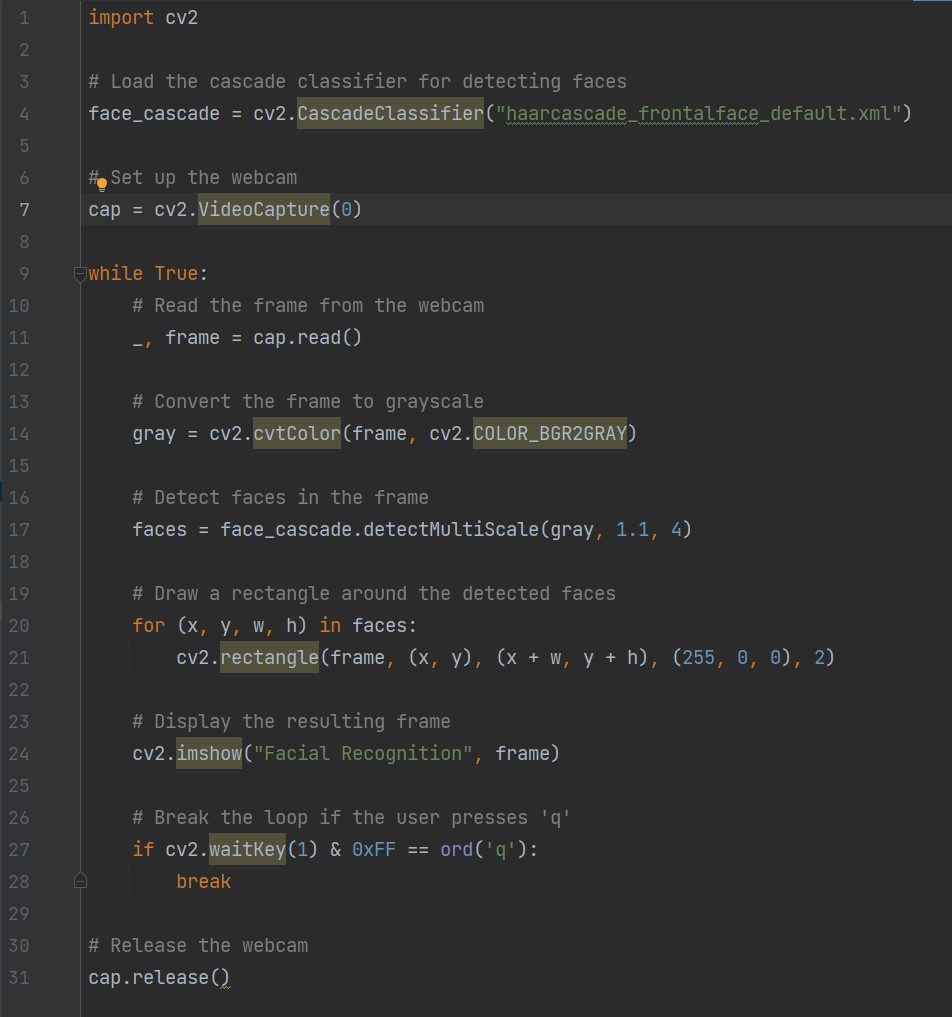 1 import cv2
2
3 # Load the cascade classifier for detecting faces
4 face_cascade = cv2.CascadeClassifier("haarcascade_frontalface_default.xml")
5
6 # Set up the webcam
7 cap = cv2.VideoCapture(0)
8
9 while True:
10     # Read the frame from the webcam
11     _, frame = cap.read()
12
13     # Convert the frame to grayscale
14     gray = cv2.cvtColor(frame, cv2.COLOR_BGR2GRAY)
15
16     # Detect faces in the frame
17     faces = face_cascade.detectMultiScale(gray, 1.1, 4)
18
19     # Draw a rectangle around the detected faces
20     for (x, y, w, h) in faces:
21         cv2.rectangle(frame, (x, y), (x + w, y + h), (255, 0, 0), 2)
22
23     # Display the resulting frame
24     cv2.imshow("Facial Recognition", frame)
25
26     # Break the loop if the user presses 'q'
27     if cv2.waitKey(1) & 0xFF == ord('q'):
28         break
29
30 # Release the webcam
31 cap.release()